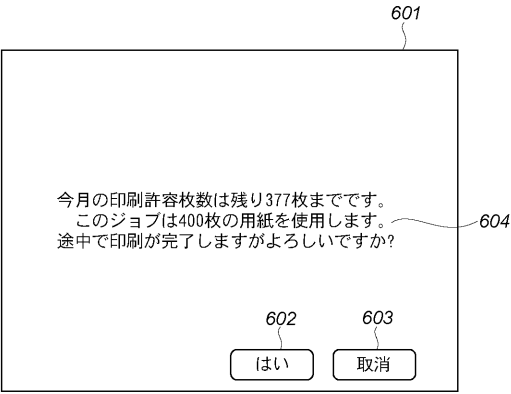 601
今月の印刷許容枚数は残り377枚までです。
このジョブは400枚の用紙を使用します。
604
途中で印刷が完了しますがよろしいですか?
602
603
はい
取消